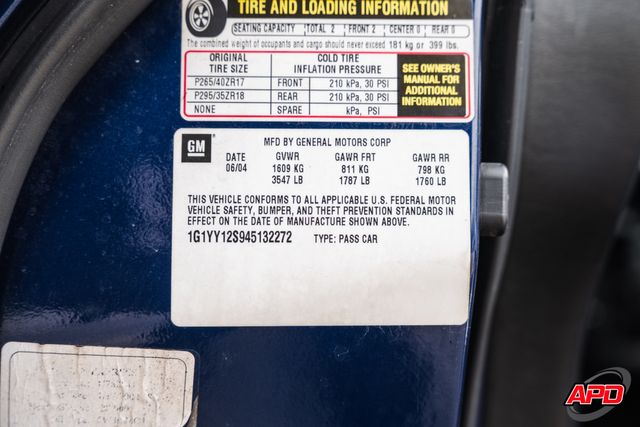 TIRE AND LOADING INFORMATION
SEATING CAPACITY TOTAL 2 FRONT 2 CENTER 0 REAR 0
The combined weight of occupants and cargo should never exceed 181 kg or 399 lbs.
ORIGINAL TIRE SIZE COLD TIRE INFLATION PRESSURE
P265/40ZR17 FRONT 210 kPa, 30 PSI
P295/35ZR18 REAR 210 kPa, 30 PSI
NONE SPARE kPa, PSI
SEE OWNER'S
MANUAL FOR
ADDITIONAL
INFORMATION
GM
MFD BY GENERAL MOTORS CORP
DATE GVWR GAWR FRT GAWR RR
06/04 1609 KG 811 KG 798 KG
3547 LB 1787 LB 1760 LB
THIS VEHICLE CONFORMS TO ALL APPLICABLE U.S. FEDERAL MOTOR
VEHICLE SAFETY, BUMPER, AND THEFT PREVENTION STANDARDS IN
EFFECT ON THE DATE OF MANUFACTURE SHOWN ABOVE.
1G1YY12S945132272 TYPE: PASS CAR
APD